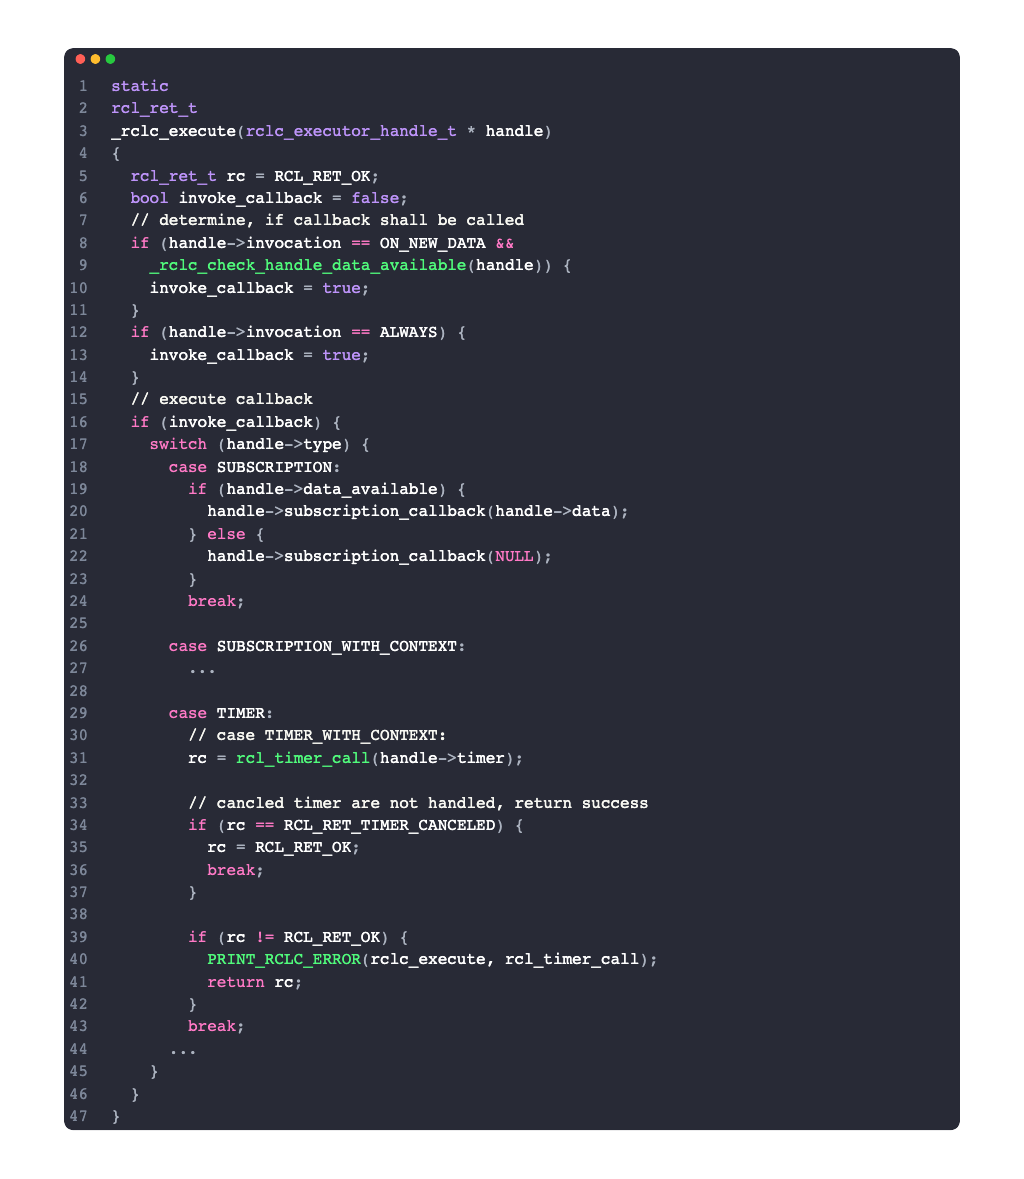 1 static
2 rcl_ret_t
3 _rclc_execute(rclc_executor_handle_t * handle)
4 {
5   rcl_ret_t rc = RCL_RET_OK;
6   bool invoke_callback = false;
7   // determine, if callback shall be called
8   if (handle->invocation == ON_NEW_DATA &&
9     _rclc_check_handle_data_available(handle)) {
10     invoke_callback = true;
11   }
12   if (handle->invocation == ALWAYS) {
13     invoke_callback = true;
14   }
15   // execute callback
16   if (invoke_callback) {
17     switch (handle->type) {
18       case SUBSCRIPTION:
19         if (handle->data_available) {
20           handle->subscription_callback(handle->data);
21         } else {
22           handle->subscription_callback(NULL);
23         }
24         break;
25
26       case SUBSCRIPTION_WITH_CONTEXT:
27         ...
28
29       case TIMER:
30         // case TIMER_WITH_CONTEXT:
31         rc = rcl_timer_call(handle->timer);
32
33         // cancled timer are not handled, return success
34         if (rc == RCL_RET_TIMER_CANCELED) {
35           rc = RCL_RET_OK;
36           break;
37         }
38
39         if (rc != RCL_RET_OK) {
40           PRINT_RCLC_ERROR(rclc_execute, rcl_timer_call);
41           return rc;
42         }
43         break;
44       ...
45     }
46   }
47 }